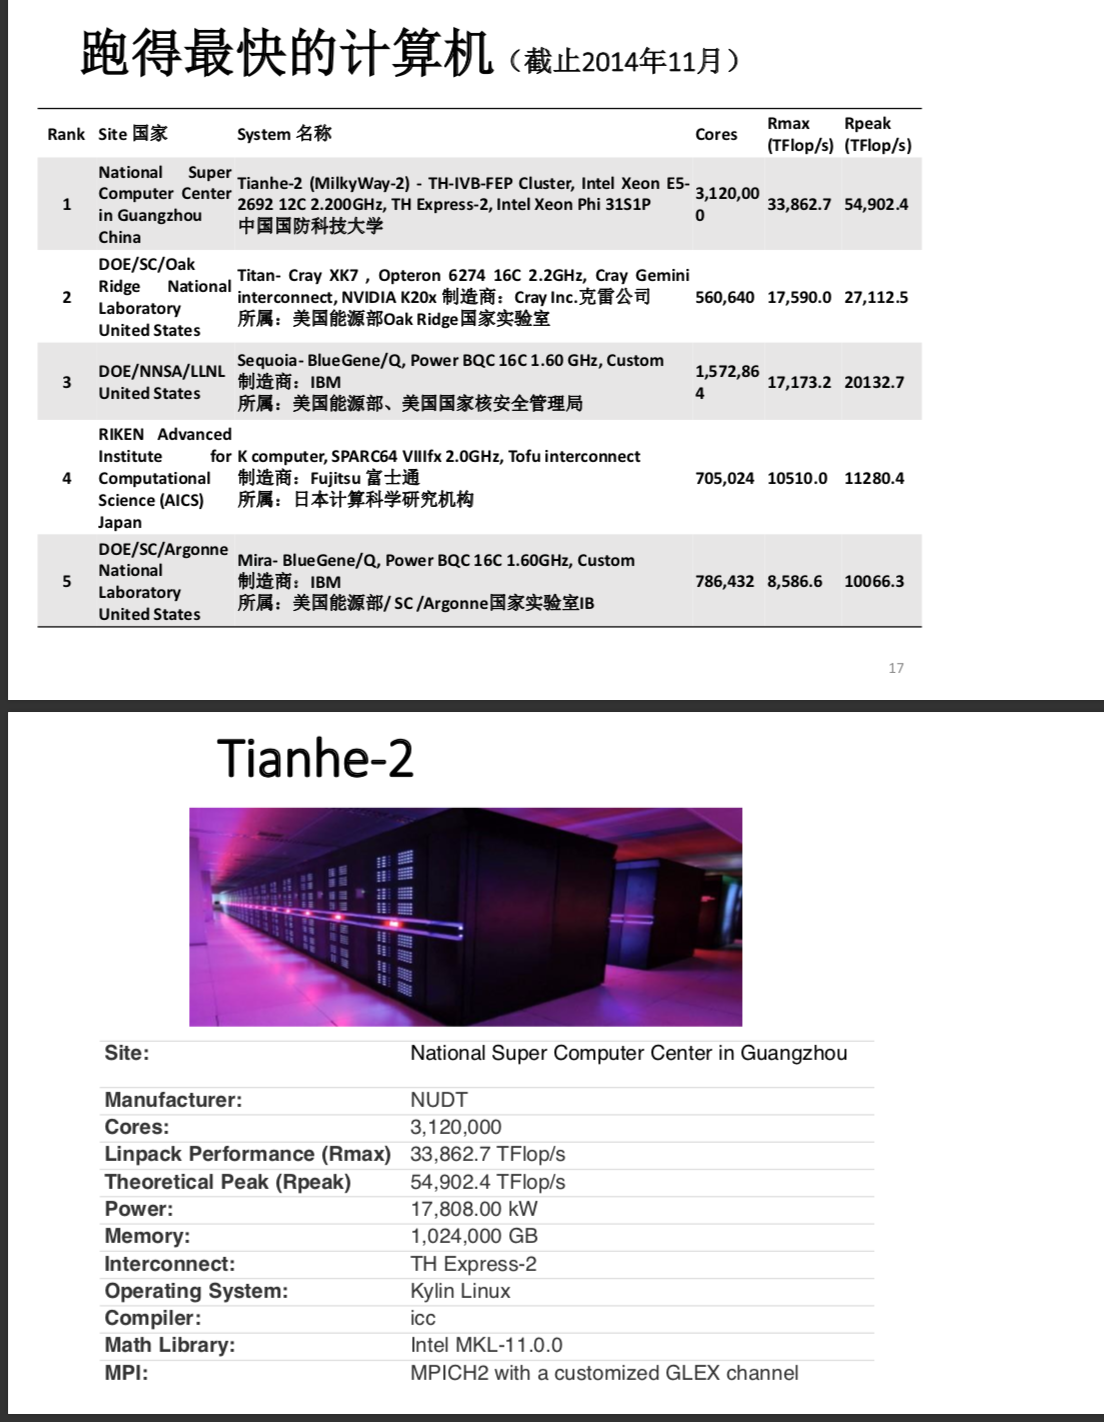 跑得最快的计算机（截止2014年11月）
Rank Site 国家 System 名称 Cores Rmax (TFlop/s) Rpeak (TFlop/s)
1
National Super
Computer Center
in Guangzhou
China
Tianhe-2 (MilkyWay-2) - TH-IVB-FEP Cluster, Intel Xeon E5-
2692 12C 2.200GHz, TH Express-2, Intel Xeon Phi 31S1P
中国国防科技大学
3,120,00
0
33,862.7
54,902.4
2
DOE/SC/Oak
Ridge National
Laboratory
United States
Titan- Cray XK7 , Opteron 6274 16C 2.2GHz, Cray Gemini
interconnect, NVIDIA K20x 制造商：Cray Inc.克雷公司
所属：美国能源部Oak Ridge国家实验室
560,640
17,590.0
27,112.5
3
DOE/NNSA/LLNL
United States
Sequoia- BlueGene/Q, Power BQC 16C 1.60 GHz, Custom
制造商：IBM
所属：美国能源部、美国国家核安全管理局
1,572,86
4
17,173.2
20132.7
4
RIKEN Advanced
Institute for
Computational
Science (AICS)
Japan
K computer, SPARC64 VIIIfx 2.0GHz, Tofu interconnect
制造商：Fujitsu 富士通
所属：日本计算科学研究机构
705,024
10510.0
11280.4
5
DOE/SC/Argonne
National
Laboratory
United States
Mira- BlueGene/Q, Power BQC 16C 1.60GHz, Custom
制造商：IBM
所属：美国能源部/ SC /Argonne国家实验室IB
786,432
8,586.6
10066.3
17
Tianhe-2
Site: National Super Computer Center in Guangzhou
Manufacturer: NUDT
Cores: 3,120,000
Linpack Performance (Rmax) 33,862.7 TFlop/s
Theoretical Peak (Rpeak) 54,902.4 TFlop/s
Power: 17,808.00 kW
Memory: 1,024,000 GB
Interconnect: TH Express-2
Operating System: Kylin Linux
Compiler: icc
Math Library: Intel MKL-11.0.0
MPI: MPICH2 with a customized GLEX channel